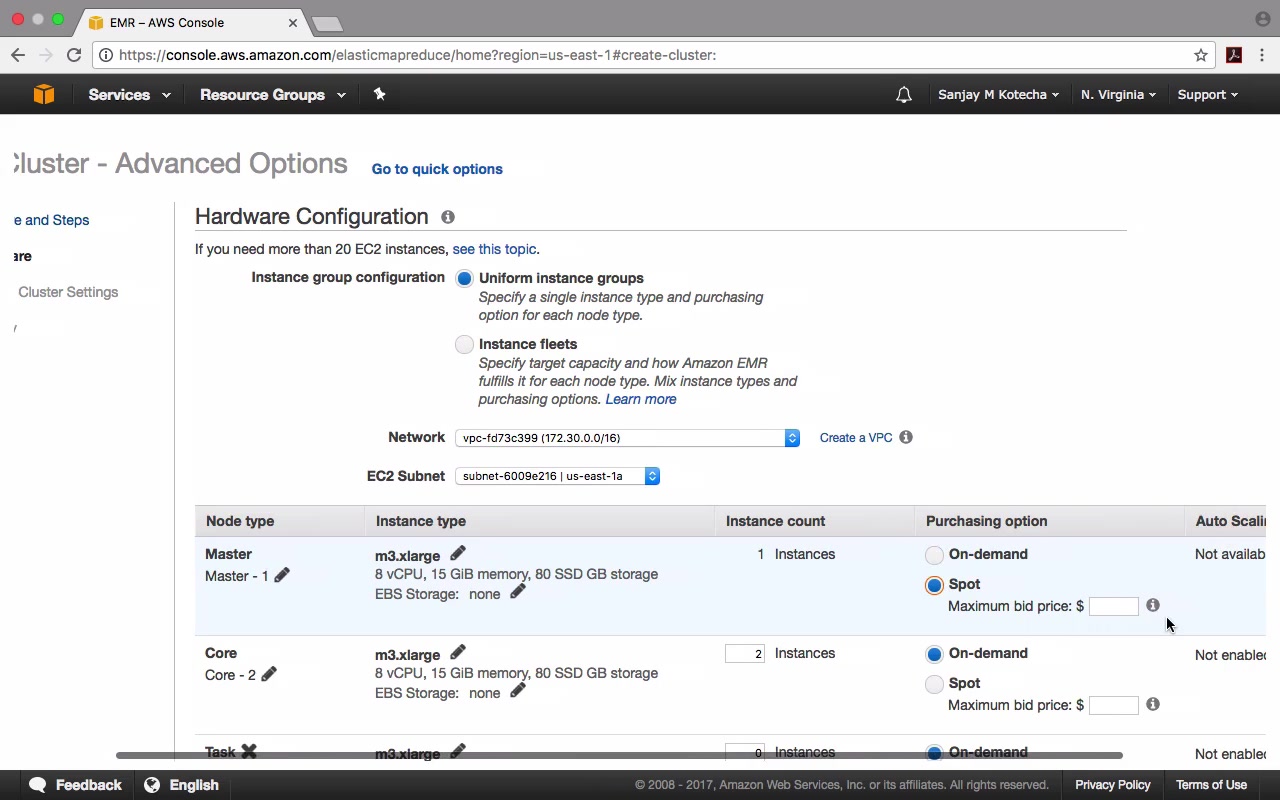 EMR – AWS Console
https://console.aws.amazon.com/elasticmapreduce/home?region=us-east-1#create-cluster:
Services Resource Groups Sanjay M Kotecha N. Virginia Support
Cluster - Advanced Options Go to quick options
e and Steps
are
Cluster Settings
y
Hardware Configuration
If you need more than 20 EC2 instances, see this topic.
Instance group configuration
Uniform instance groups
Specify a single instance type and purchasing
option for each node type.
Instance fleets
Specify target capacity and how Amazon EMR
fulfills it for each node type. Mix instance types and
purchasing options. Learn more
Network vpc-fd73c399 (172.30.0.0/16) Create a VPC
EC2 Subnet subnet-6009e216 | us-east-1a
Node type Instance type Instance count Purchasing option Auto Scali
Master m3.xlarge 1 Instances On-demand Not availab
Master - 1 8 vCPU, 15 GiB memory, 80 SSD GB storage Spot
EBS Storage: none Maximum bid price: $
Core m3.xlarge 2 Instances On-demand Not enable
Core - 2 8 vCPU, 15 GiB memory, 80 SSD GB storage Spot
EBS Storage: none Maximum bid price: $
Task m3.xlarge 0 Instances On-demand Not enable
Feedback English © 2008 - 2017, Amazon Web Services, Inc. or its affiliates. All rights reserved. Privacy Policy Terms of Use